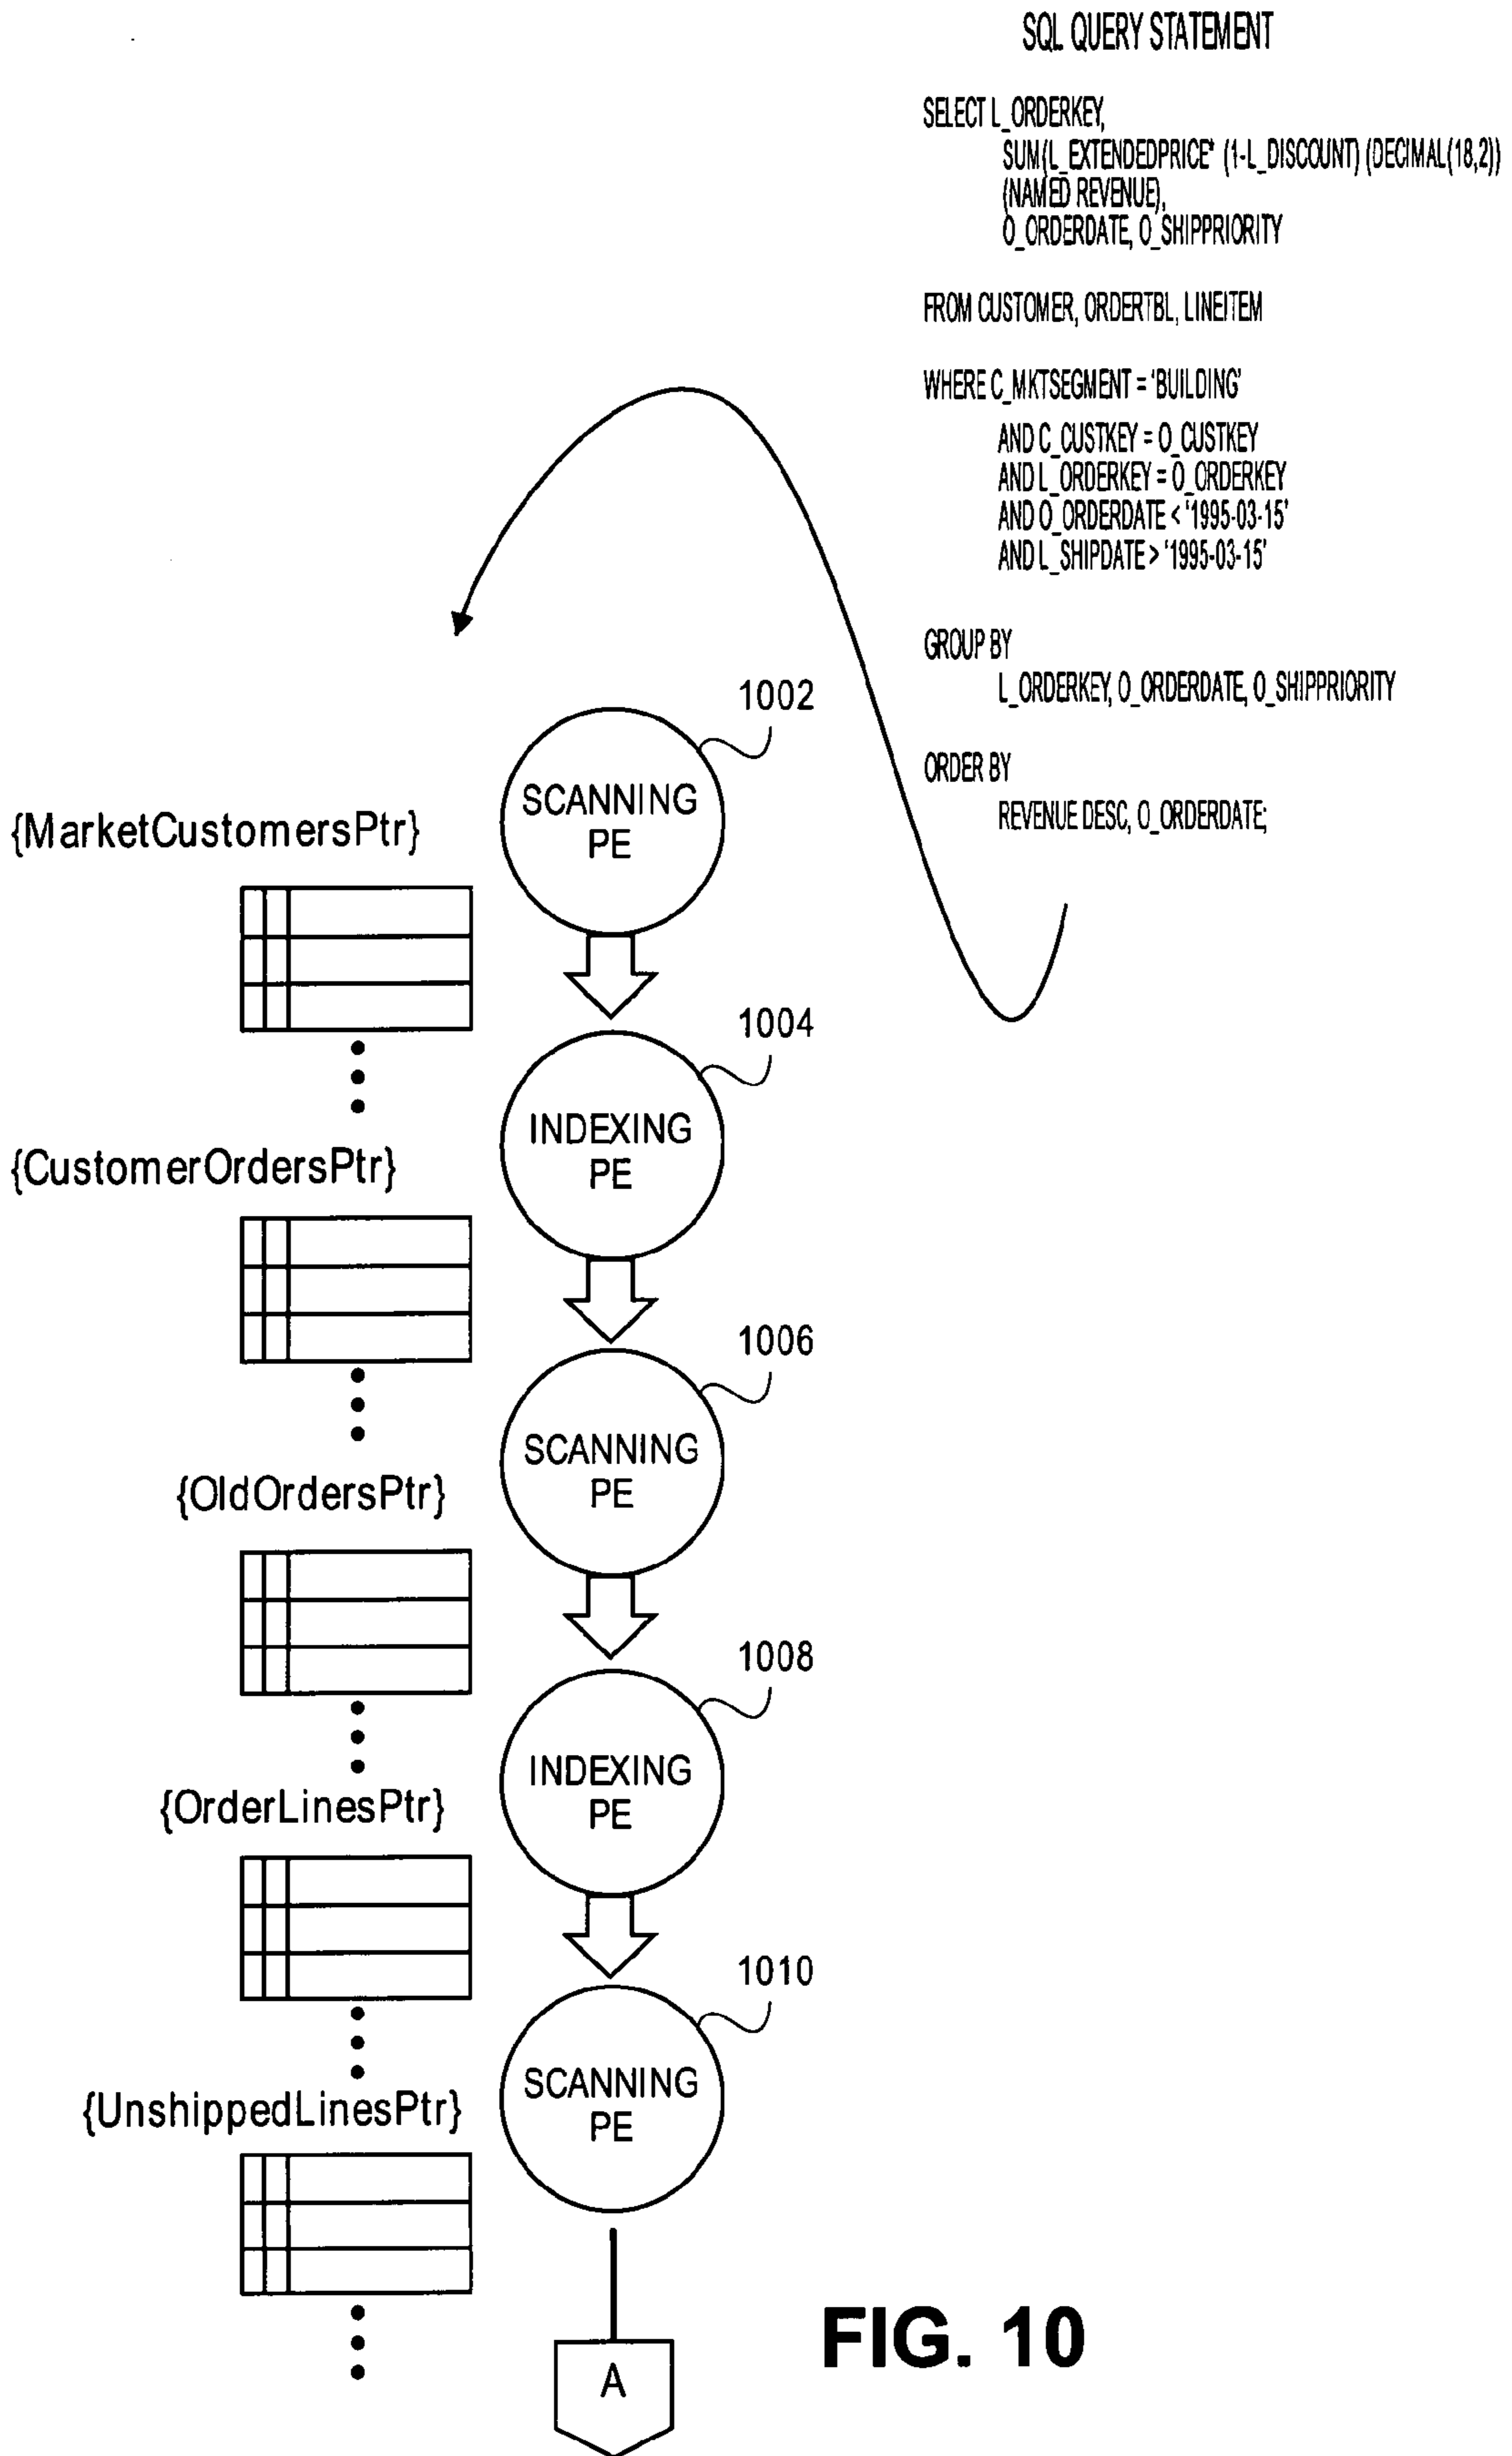 SQL QUERY STATEMENT
SELECT L_ORDERKEY,
SUM(L_EXTENDEDPRICE* (1-L_DISCOUNT) (DECIMAL(18,2))
(NAMED REVENUE),
O_ORDERDATE, O_SHIPPRIORITY
FROM CUSTOMER, ORDERTBL, LINEITEM
WHERE C_MKTSEGMENT = 'BUILDING'
AND C_CUSTKEY = O_CUSTKEY
AND L_ORDERKEY = O_ORDERKEY
AND O_ORDERDATE < '1995-03-15'
AND L_SHIPDATE > '1995-03-15'
GROUP BY
L_ORDERKEY, O_ORDERDATE, O_SHIPPRIORITY
ORDER BY
REVENUE DESC, O_ORDERDATE;
1002
SCANNING
PE
{MarketCustomersPtr}
1004
INDEXING
PE
{CustomerOrdersPtr}
1006
SCANNING
PE
{OldOrdersPtr}
1008
INDEXING
PE
{OrderLinesPtr}
1010
SCANNING
PE
{UnshippedLinesPtr}
A
FIG. 10